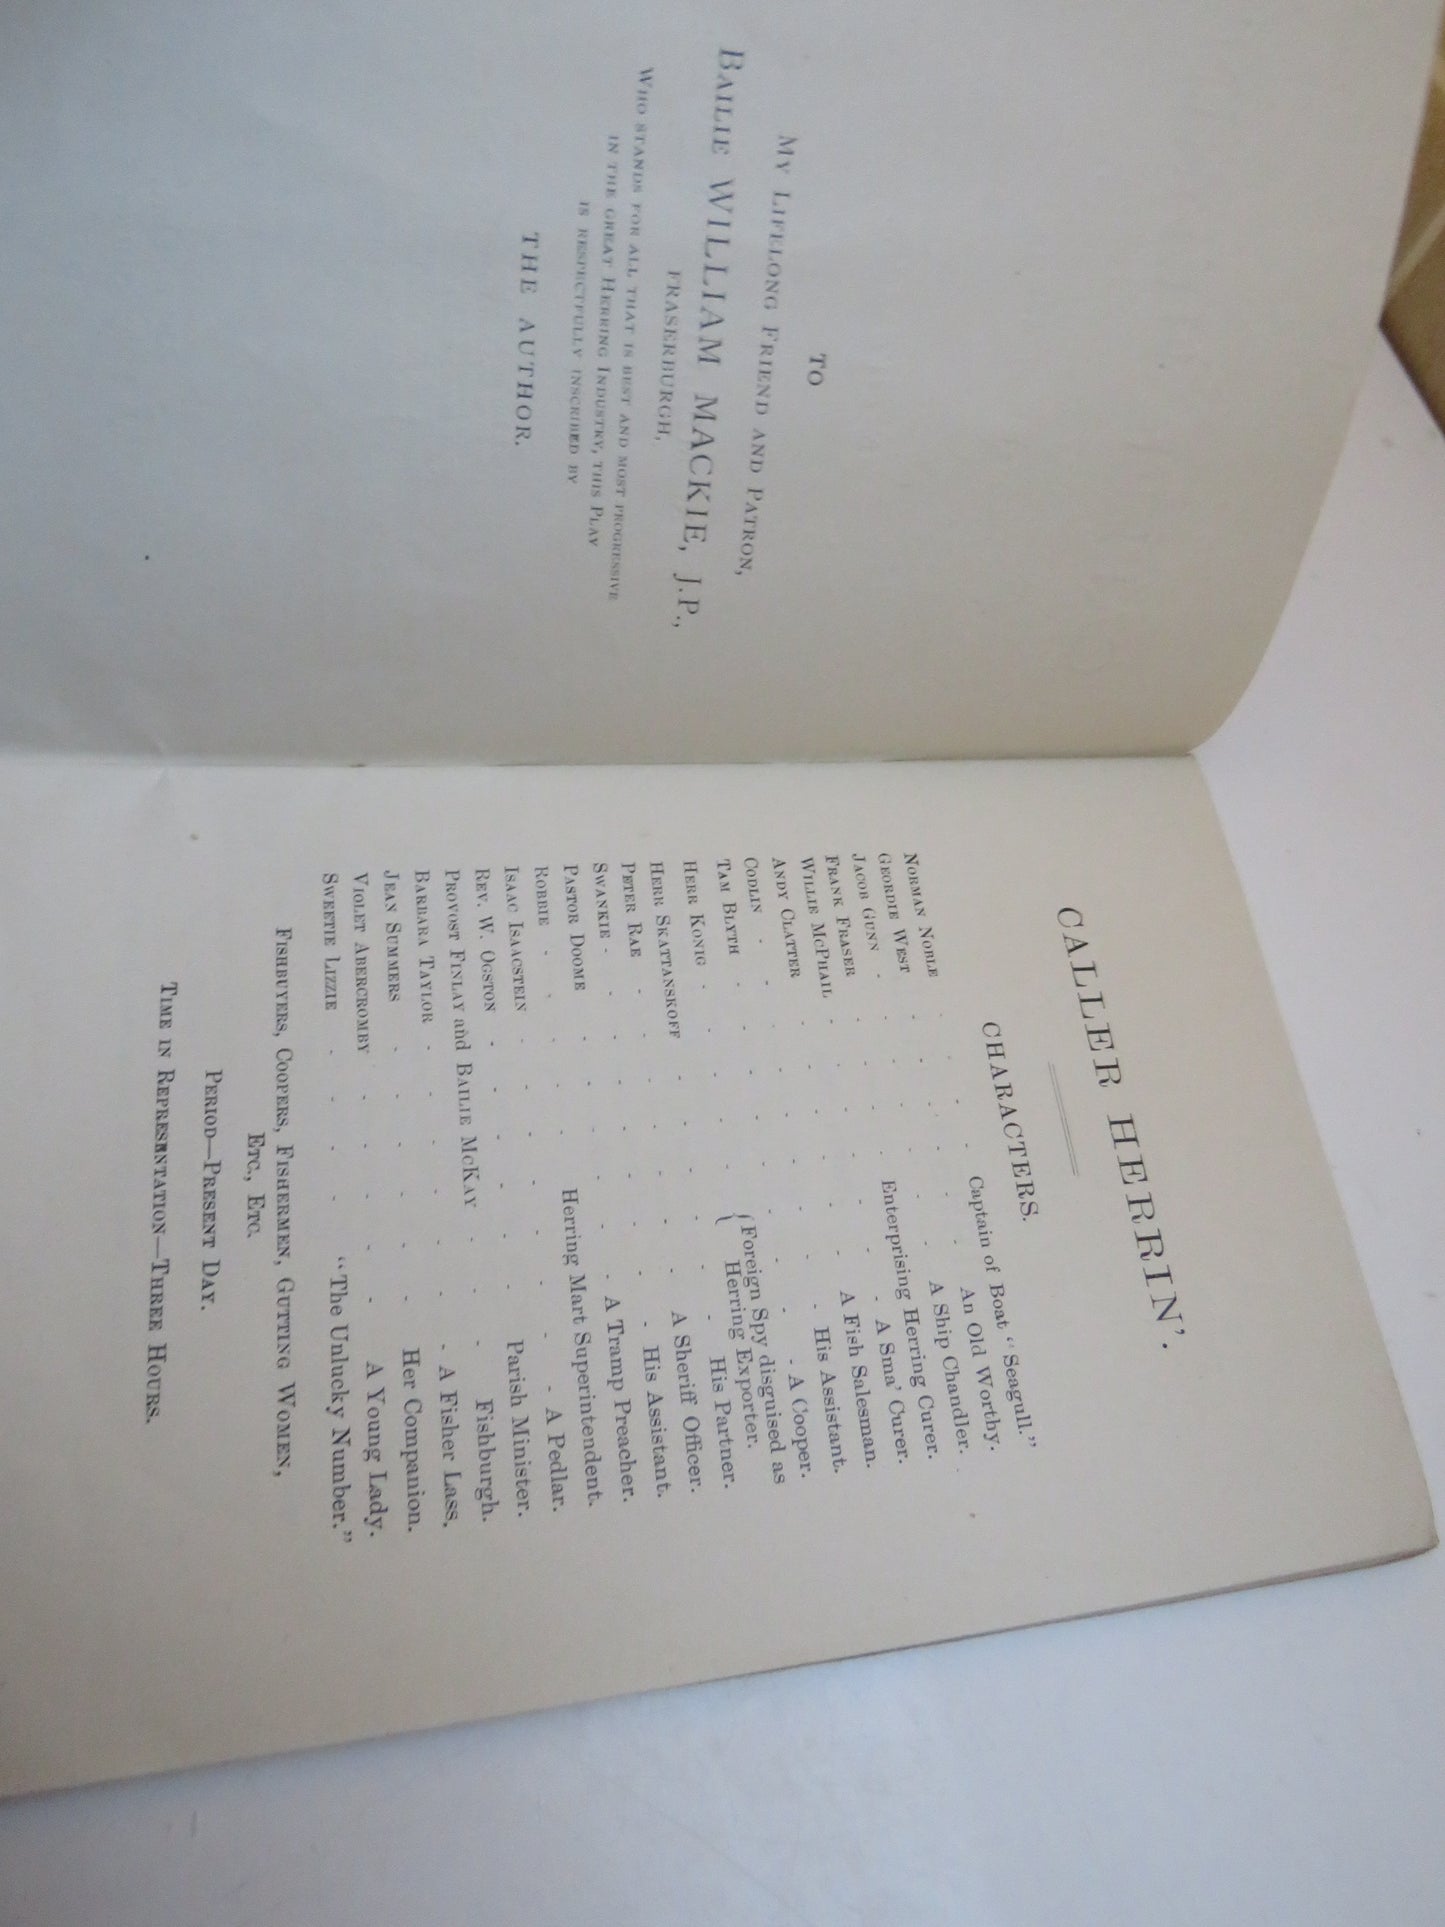 TO
MY LIFELONG FRIEND AND PATRON,
BAILIE WILLIAM MACKIE, J.P.,
FRASERBURGH,
WHO STANDS FOR ALL THAT IS BEST AND MOST PROGRESSIVE
IN THE GREAT HERRING INDUSTRY, THIS PLAY
IS RESPECTFULLY INSCRIBED BY
THE AUTHOR.
CALLER HERRIN'.
CHARACTERS.
NORMAN NOBLE - - - - Captain of Boat "Seagull."
GEORDIE WEST - - - - - An Old Worthy.
JACOB GUNN - - - - - - A Ship Chandler.
FRANK FRASER - - - - Enterprising Herring Curer.
WILLIE MCPHAIL - - - - - - A Sma' Curer.
ANDY CLATTER - - - - - - A Fish Salesman.
CODLIN - - - - - - - - His Assistant.
TAM BLYTH - - - - - - - - A Cooper.
HERR KONIG - - - - - { Foreign Spy disguised as
Herring Exporter.
HERR SKATTANSKOFF - - - - - - His Partner.
PETER RAE - - - - - - - A Sheriff Officer.
SWANKIE - - - - - - - - His Assistant.
PASTOR DOOME - - - - - - A Tramp Preacher.
ROBBIE - - - - Herring Mart Superintendent.
ISAAC ISAACSTEIN - - - - - - - - A Pedlar.
REV. W. OGSTON - - - - - - - Parish Minister.
PROVOST FINLAY and BAILIE MCKAY - - - Fishburgh.
BARBARA TAYLOR - - - - - - - A Fisher Lass.
JEAN SUMMERS - - - - - - - Her Companion.
VIOLET ABERCROMBY - - - - - - A Young Lady.
SWEETIE LIZZIE - - - - "The Unlucky Number."
FISHBUYERS, COOPERS, FISHERMEN, GUTTING WOMEN,
ETC., ETC.
PERIOD—PRESENT DAY.
TIME IN REPRESENTATION—THREE HOURS.